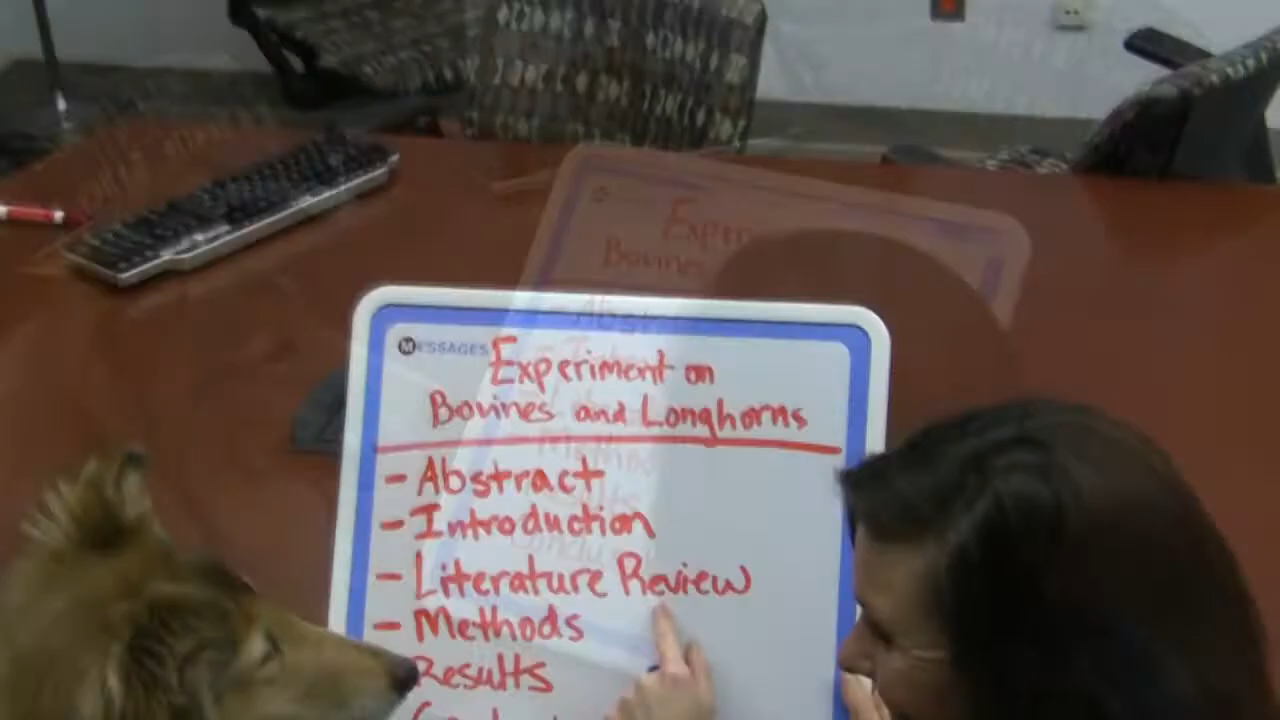 MESSAGES
Experiment on
Bovines and Longhorns
- Abstract
- Introduction
- Literature Review
- Methods
Results